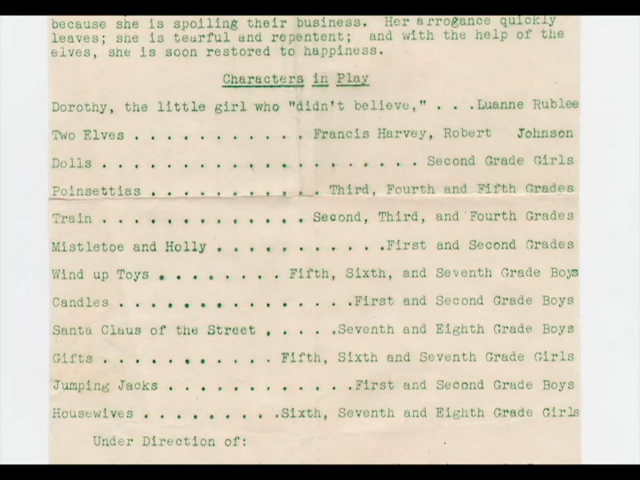 because she is spoiling their business.  Her arrogance quickly
leaves; she is tearful and repentent;  and with the help of the
elves, she is soon restored to happiness.
Characters in Play
Dorothy, the little girl who "didn't believe," . . .Luanne Rublee
Two Elves . . . . . . . . . . . Francis Harvey, Robert  Johnson
Dolls . . . . . . . . . . . . . . . . . . . . Second Grade Girls
Poinsettias . . . . . . . . . . . Third, Fourth and Fifth Grades
Train . . . . . . . . . . . . . Second, Third, and Fourth Grades
Mistletoe and Holly . . . . . . . . . . .First and Second Grades
Wind up Toys . . . . . . . . Fifth, Sixth, and Seventh Grade Boys
Candles . . . . . . . . . . . . . . .First and Second Grade Boys
Santa Claus of the Street . . . . .Seventh and Eighth Grade Boys
Gifts . . . . . . . . . . . Fifth, Sixth and Seventh Grade Girls
Jumping Jacks . . . . . . . . . . . .First and Second Grade Boys
Housewives . . . . . . . . .Sixth, Seventh and Eighth Grade Girls
Under Direction of: